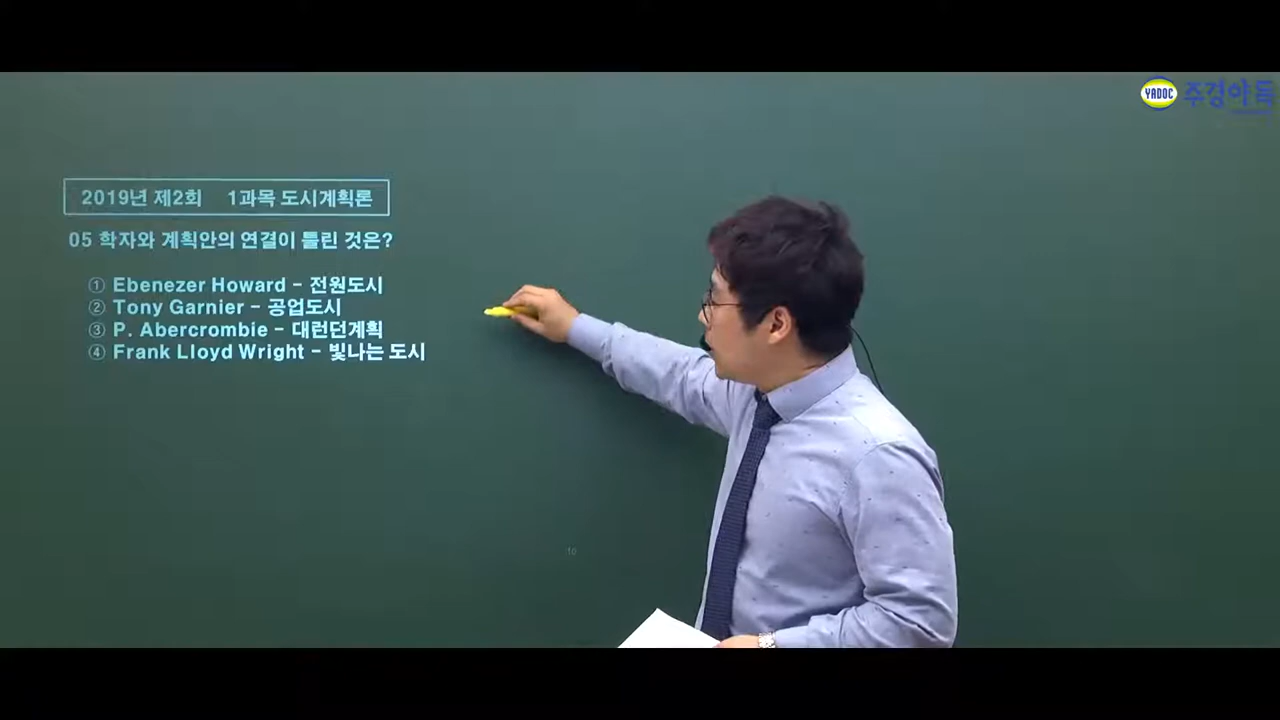 YADOC 주경야독
2019년 제2회 1과목 도시계획론
05 학자와 계획안의 연결이 틀린 것은?
① Ebenezer Howard – 전원도시
② Tony Garnier – 공업도시
③ P. Abercrombie – 대런던계획
④ Frank Lloyd Wright – 빛나는 도시